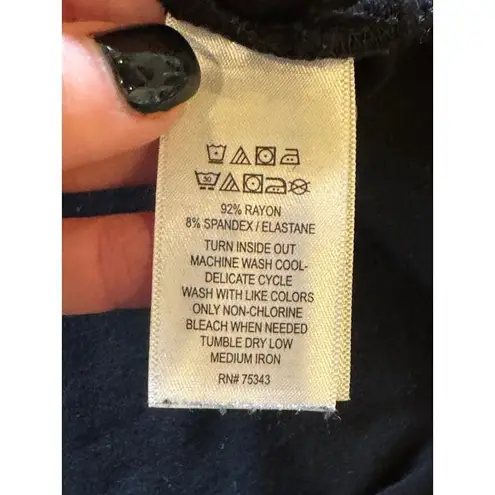 30
92% RAYON
8% SPANDEX / ELASTANE
TURN INSIDE OUT
MACHINE WASH COOL-
DELICATE CYCLE
WASH WITH LIKE COLORS
ONLY NON-CHLORINE
BLEACH WHEN NEEDED
TUMBLE DRY LOW
MEDIUM IRON
RN# 75343